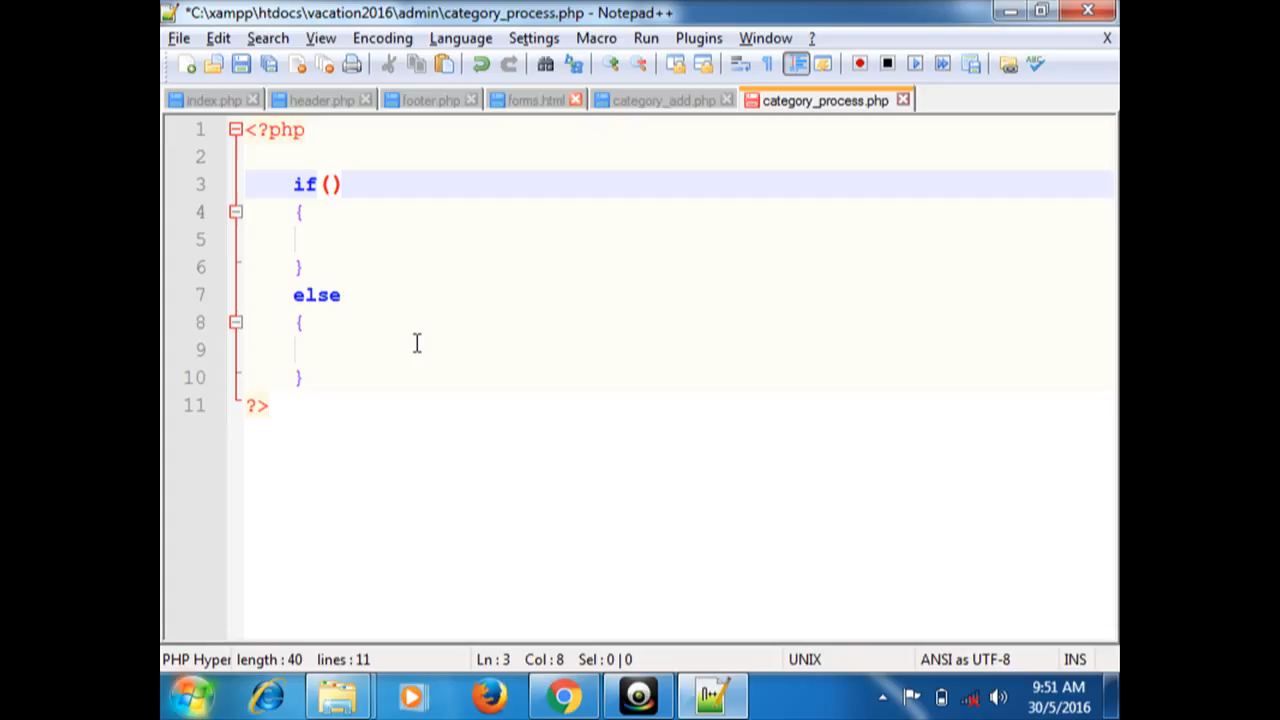 *C:\xampp\htdocs\vacation2016\admin\category_process.php - Notepad++
File Edit Search View Encoding Language Settings Macro Run Plugins Window ? X
index.php header.php footer.php forms.html category_add.php category_process.php
1 <?php
2
3 if()
4 {
5
6 }
7 else
8 {
9
10 }
11 ?>
PHP Hyper length : 40 lines : 11 Ln : 3 Col : 8 Sel : 0 | 0 UNIX ANSI as UTF-8 INS
9:51 AM
30/5/2016